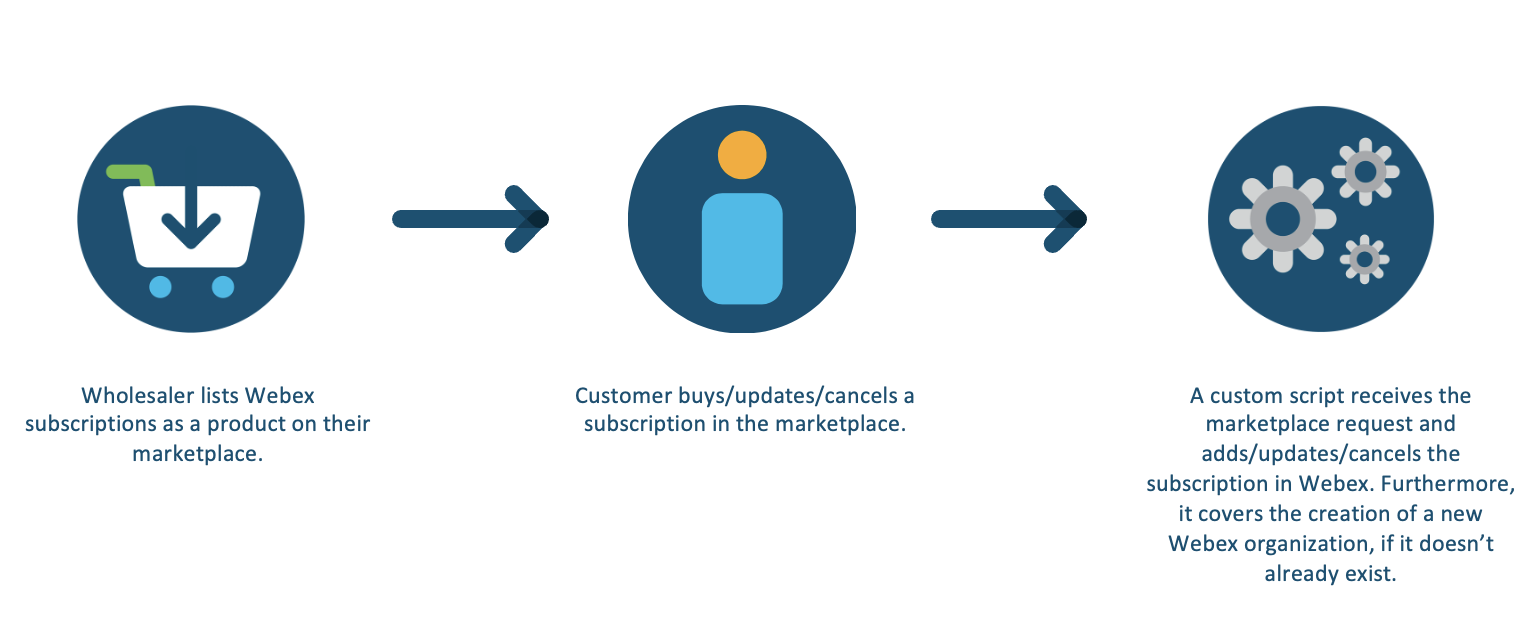 Wholesaler lists Webex
subscriptions as a product on their
marketplace.
Customer buys/updates/cancels a
subscription in the marketplace.
A custom script receives the
marketplace request and
adds/updates/cancels the
subscription in Webex. Furthermore,
it covers the creation of a new
Webex organization, if it doesn’t
already exist.